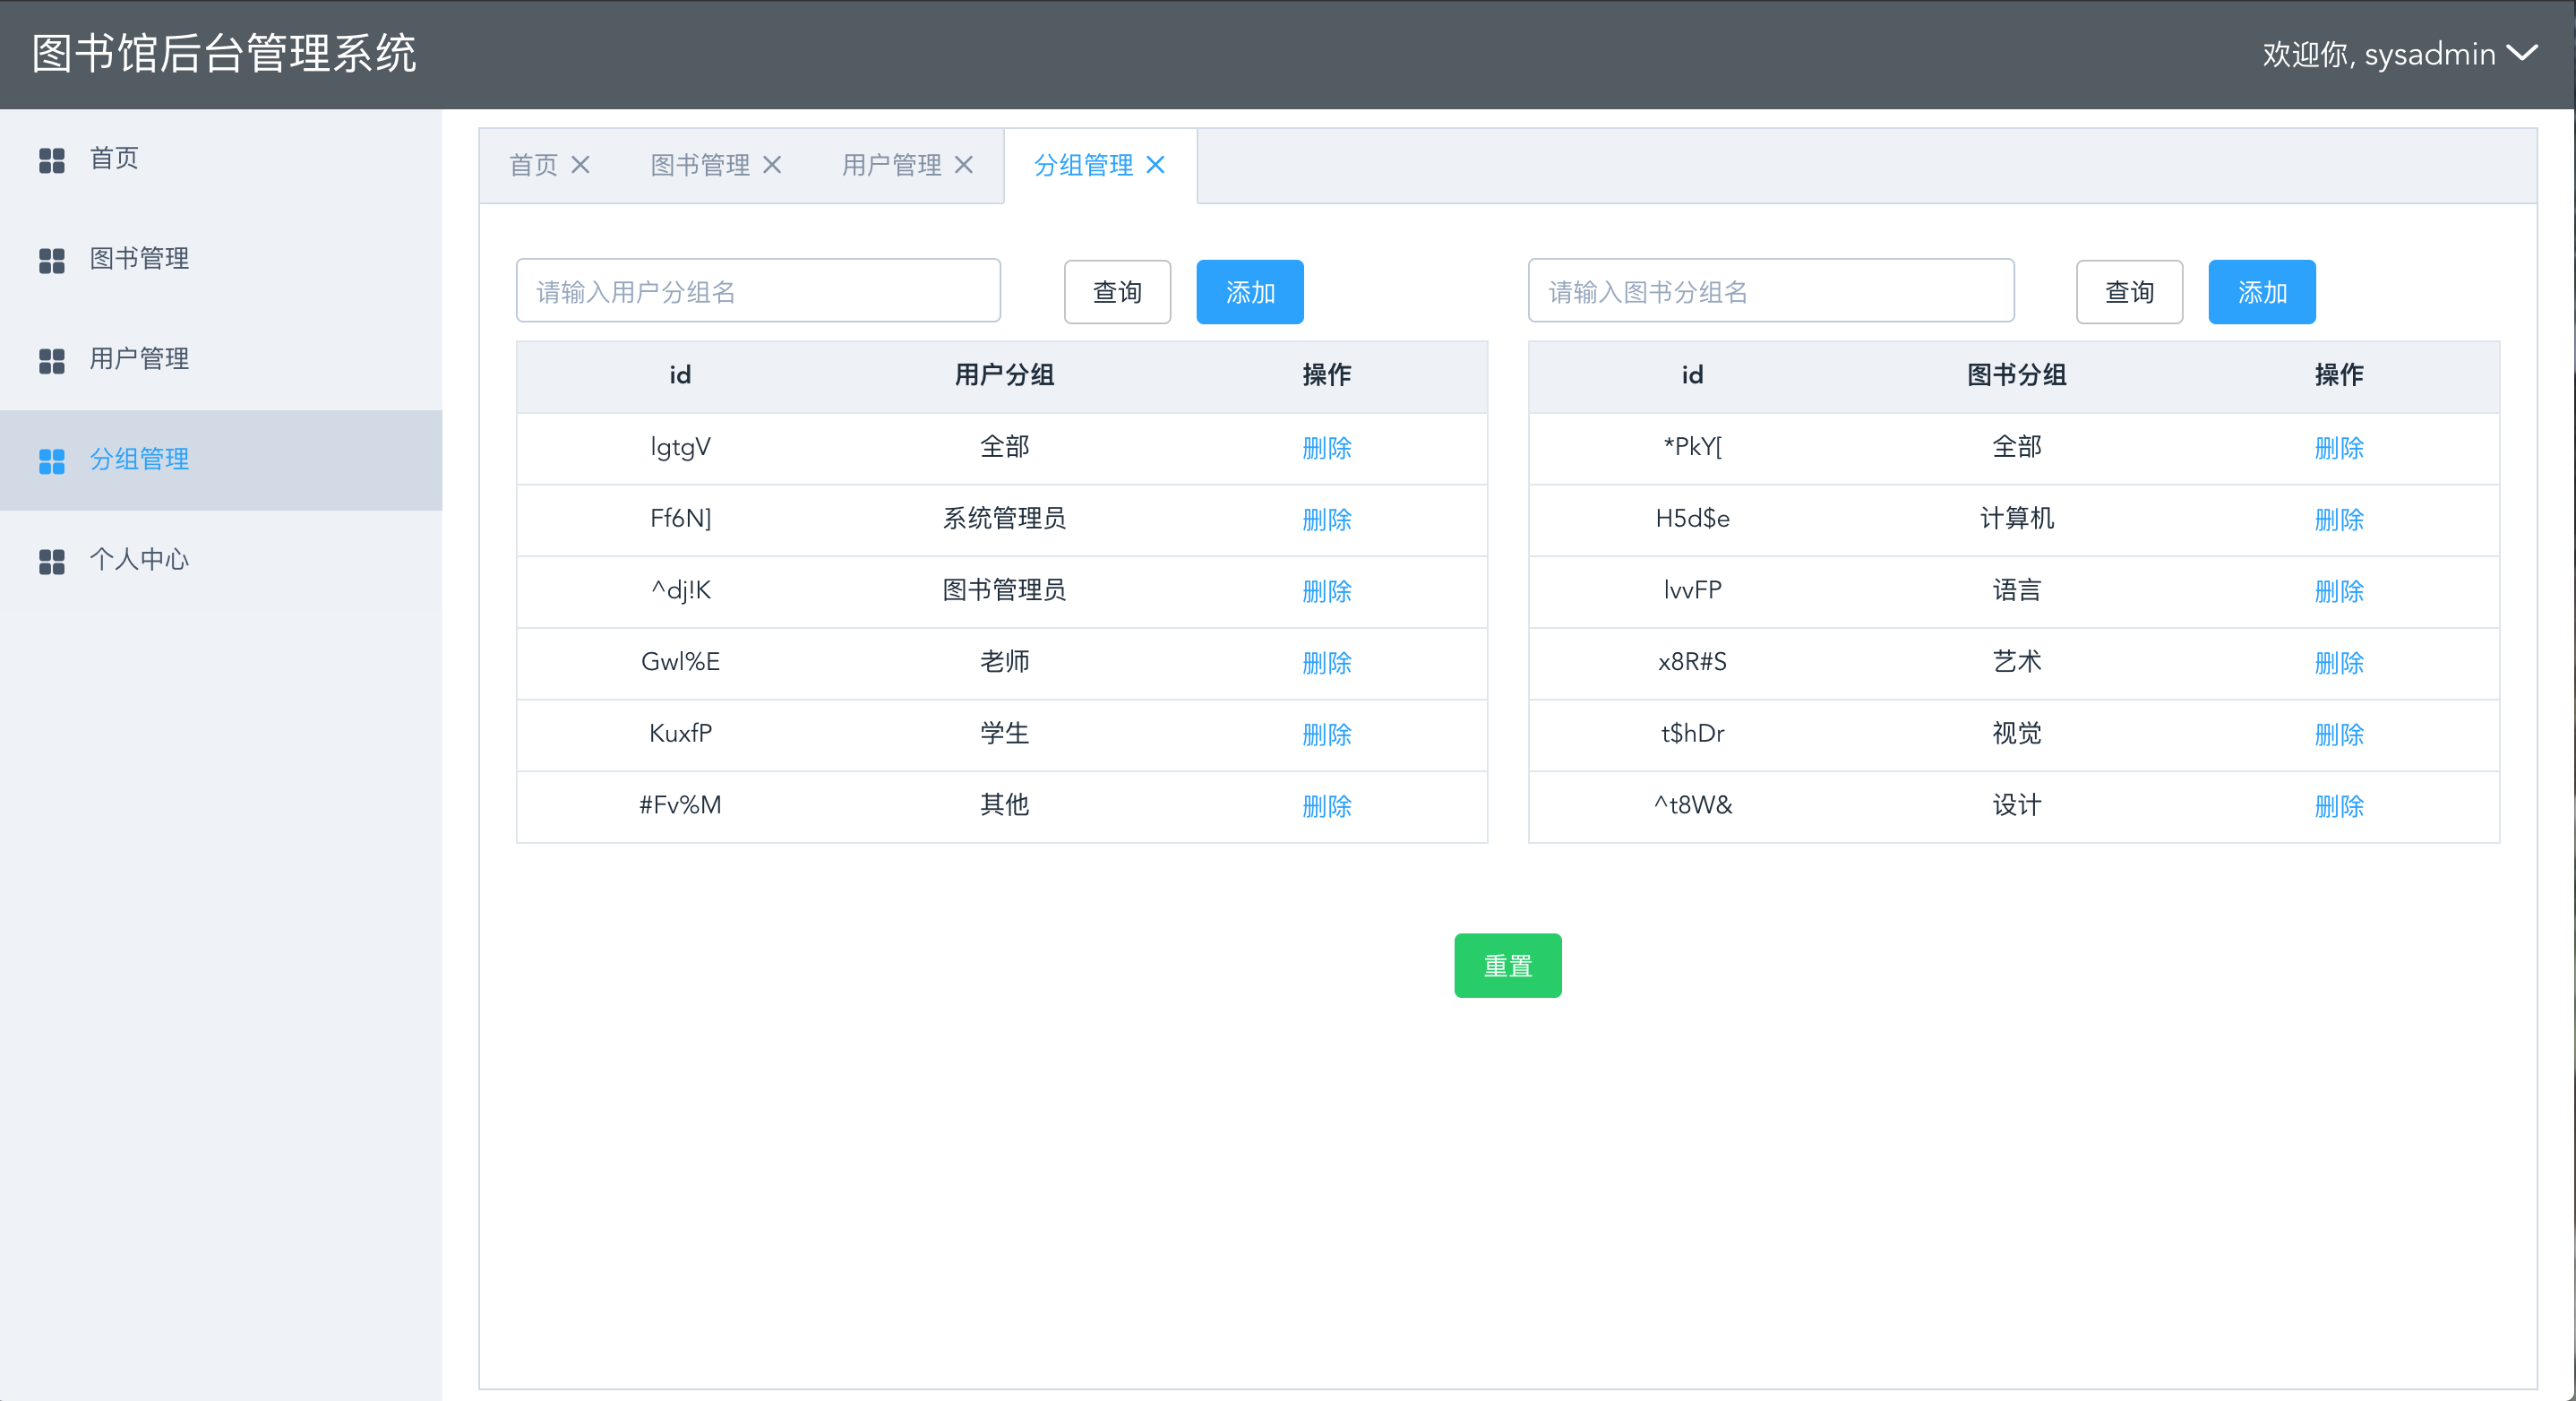 图书馆后台管理系统
欢迎你, sysadmin
首页
图书管理
用户管理
分组管理
个人中心
首页 图书管理 用户管理 分组管理
请输入用户分组名 查询 添加
id 用户分组 操作
lgtgV 全部 删除
Ff6N] 系统管理员 删除
^dj!K 图书管理员 删除
Gwl%E 老师 删除
KuxfP 学生 删除
#Fv%M 其他 删除
请输入图书分组名 查询 添加
id 图书分组 操作
*PkY[ 全部 删除
H5d$e 计算机 删除
lvvFP 语言 删除
x8R#S 艺术 删除
t$hDr 视觉 删除
^t8W& 设计 删除
重置